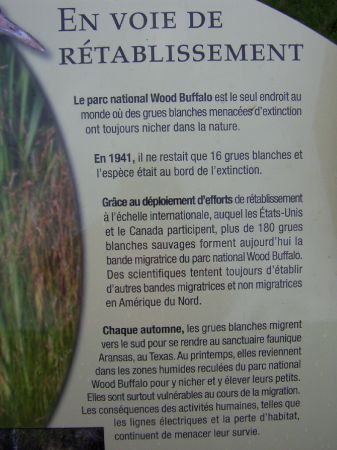 EN VOIE DE
RÉTABLISSEMENT
Le parc national Wood Buffalo est le seul endroit au
monde où des grues blanches menacées d'extinction
ont toujours nicher dans la nature.
En 1941, il ne restait que 16 grues blanches et
l'espèce était au bord de l'extinction.
Grâce au déploiement d'efforts de rétablissement
à l'échelle internationale, auquel les États-Unis
et le Canada participent, plus de 180 grues
blanches sauvages forment aujourd'hui la
bande migratrice du parc national Wood Buffalo.
Des scientifiques tentent toujours d'établir
d'autres bandes migratrices et non migratrices
en Amérique du Nord.
Chaque automne, les grues blanches migrent
vers le sud pour se rendre au sanctuaire faunique
Aransas, au Texas. Au printemps, elles reviennent
dans les zones humides reculées du parc national
Wood Buffalo pour y nicher et y élever leurs petits.
Elles sont surtout vulnérables au cours de la migration.
Les conséquences des activités humaines, telles que
les lignes électriques et la perte d'habitat,
continuent de menacer leur survie.